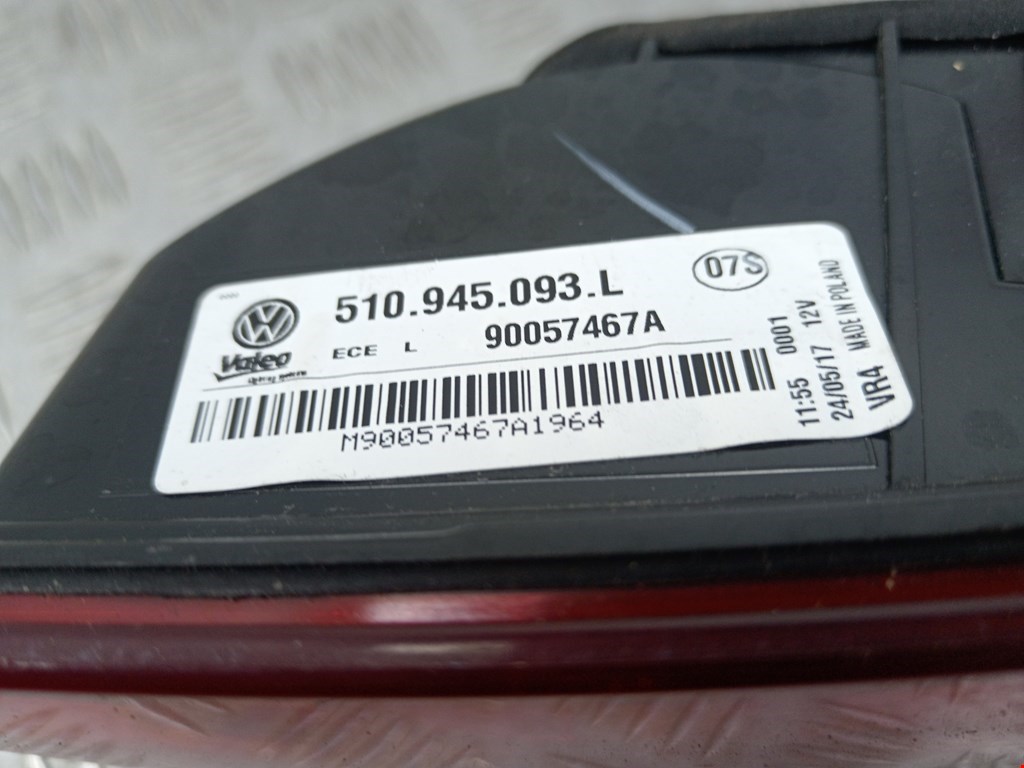 510.945.093.L
07S
Valeo
ECE L 90057467A
M90057467A1964
11:55 0001
24/05/17 12V
VR4 MADE IN POLAND